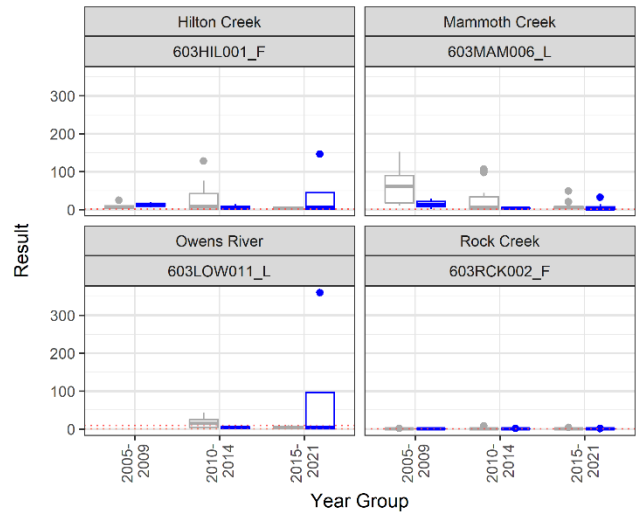 Hilton Creek
Mammoth Creek
603HIL001_F
603MAM006_L
300
200
100
0
Owens River
Rock Creek
603LOW011_L
603RCK002_F
300
200
100
0
Result
2005-
2009
2010-
2014
2015-
2021
2005-
2009
2010-
2014
2015-
2021
Year Group